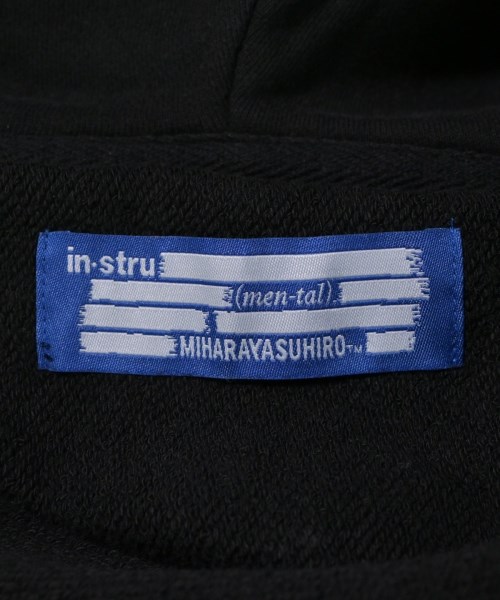 in·stru
(men-tal).
MIHARAYASUHIRO™